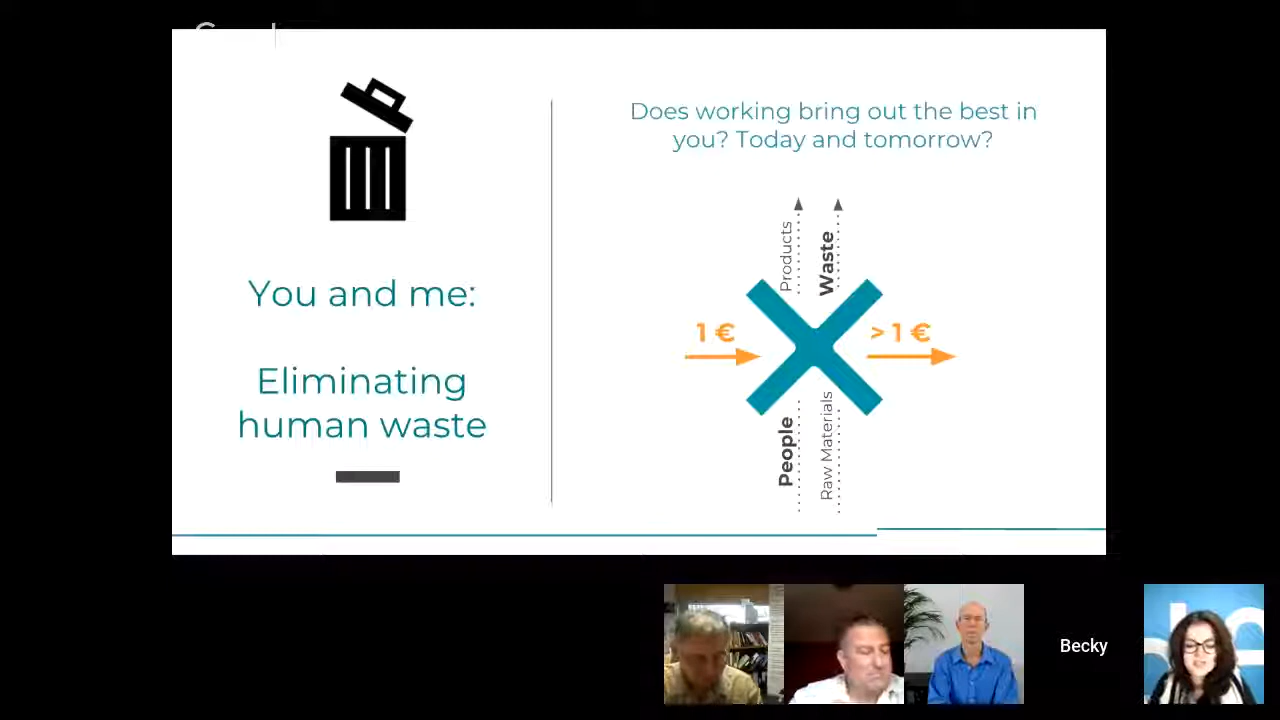 You and me:
Eliminating
human waste
Does working bring out the best in
you? Today and tomorrow?
Products
Waste
1 €
> 1 €
People
Raw Materials
Becky